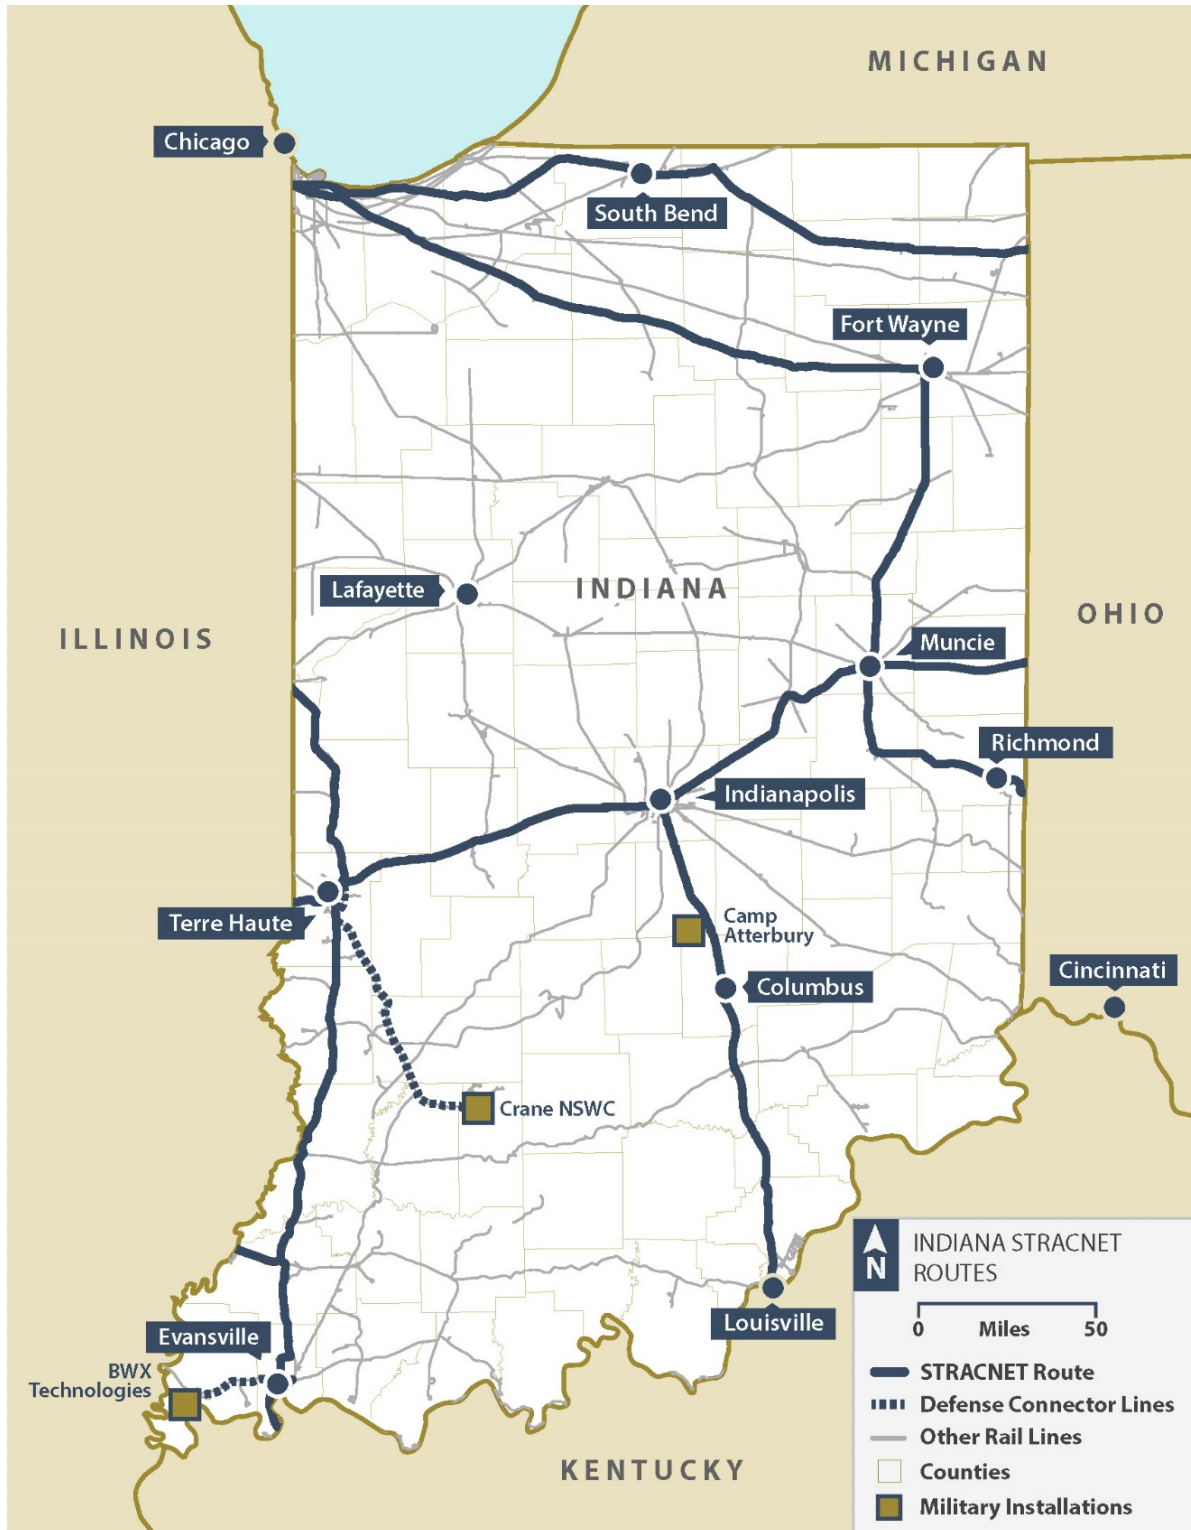 MICHIGAN
Chicago
South Bend
Fort Wayne
Lafayette
INDIANA
OHIO
ILLINOIS
Muncie
Richmond
Indianapolis
Terre Haute
Camp
Atterbury
Cincinnati
Columbus
Crane NSWC
Louisville
Evansville
BWX
Technologies
KENTUCKY
N
INDIANA STRACNET
ROUTES
0 Miles 50
STRACNET Route
Defense Connector Lines
Other Rail Lines
Counties
Military Installations